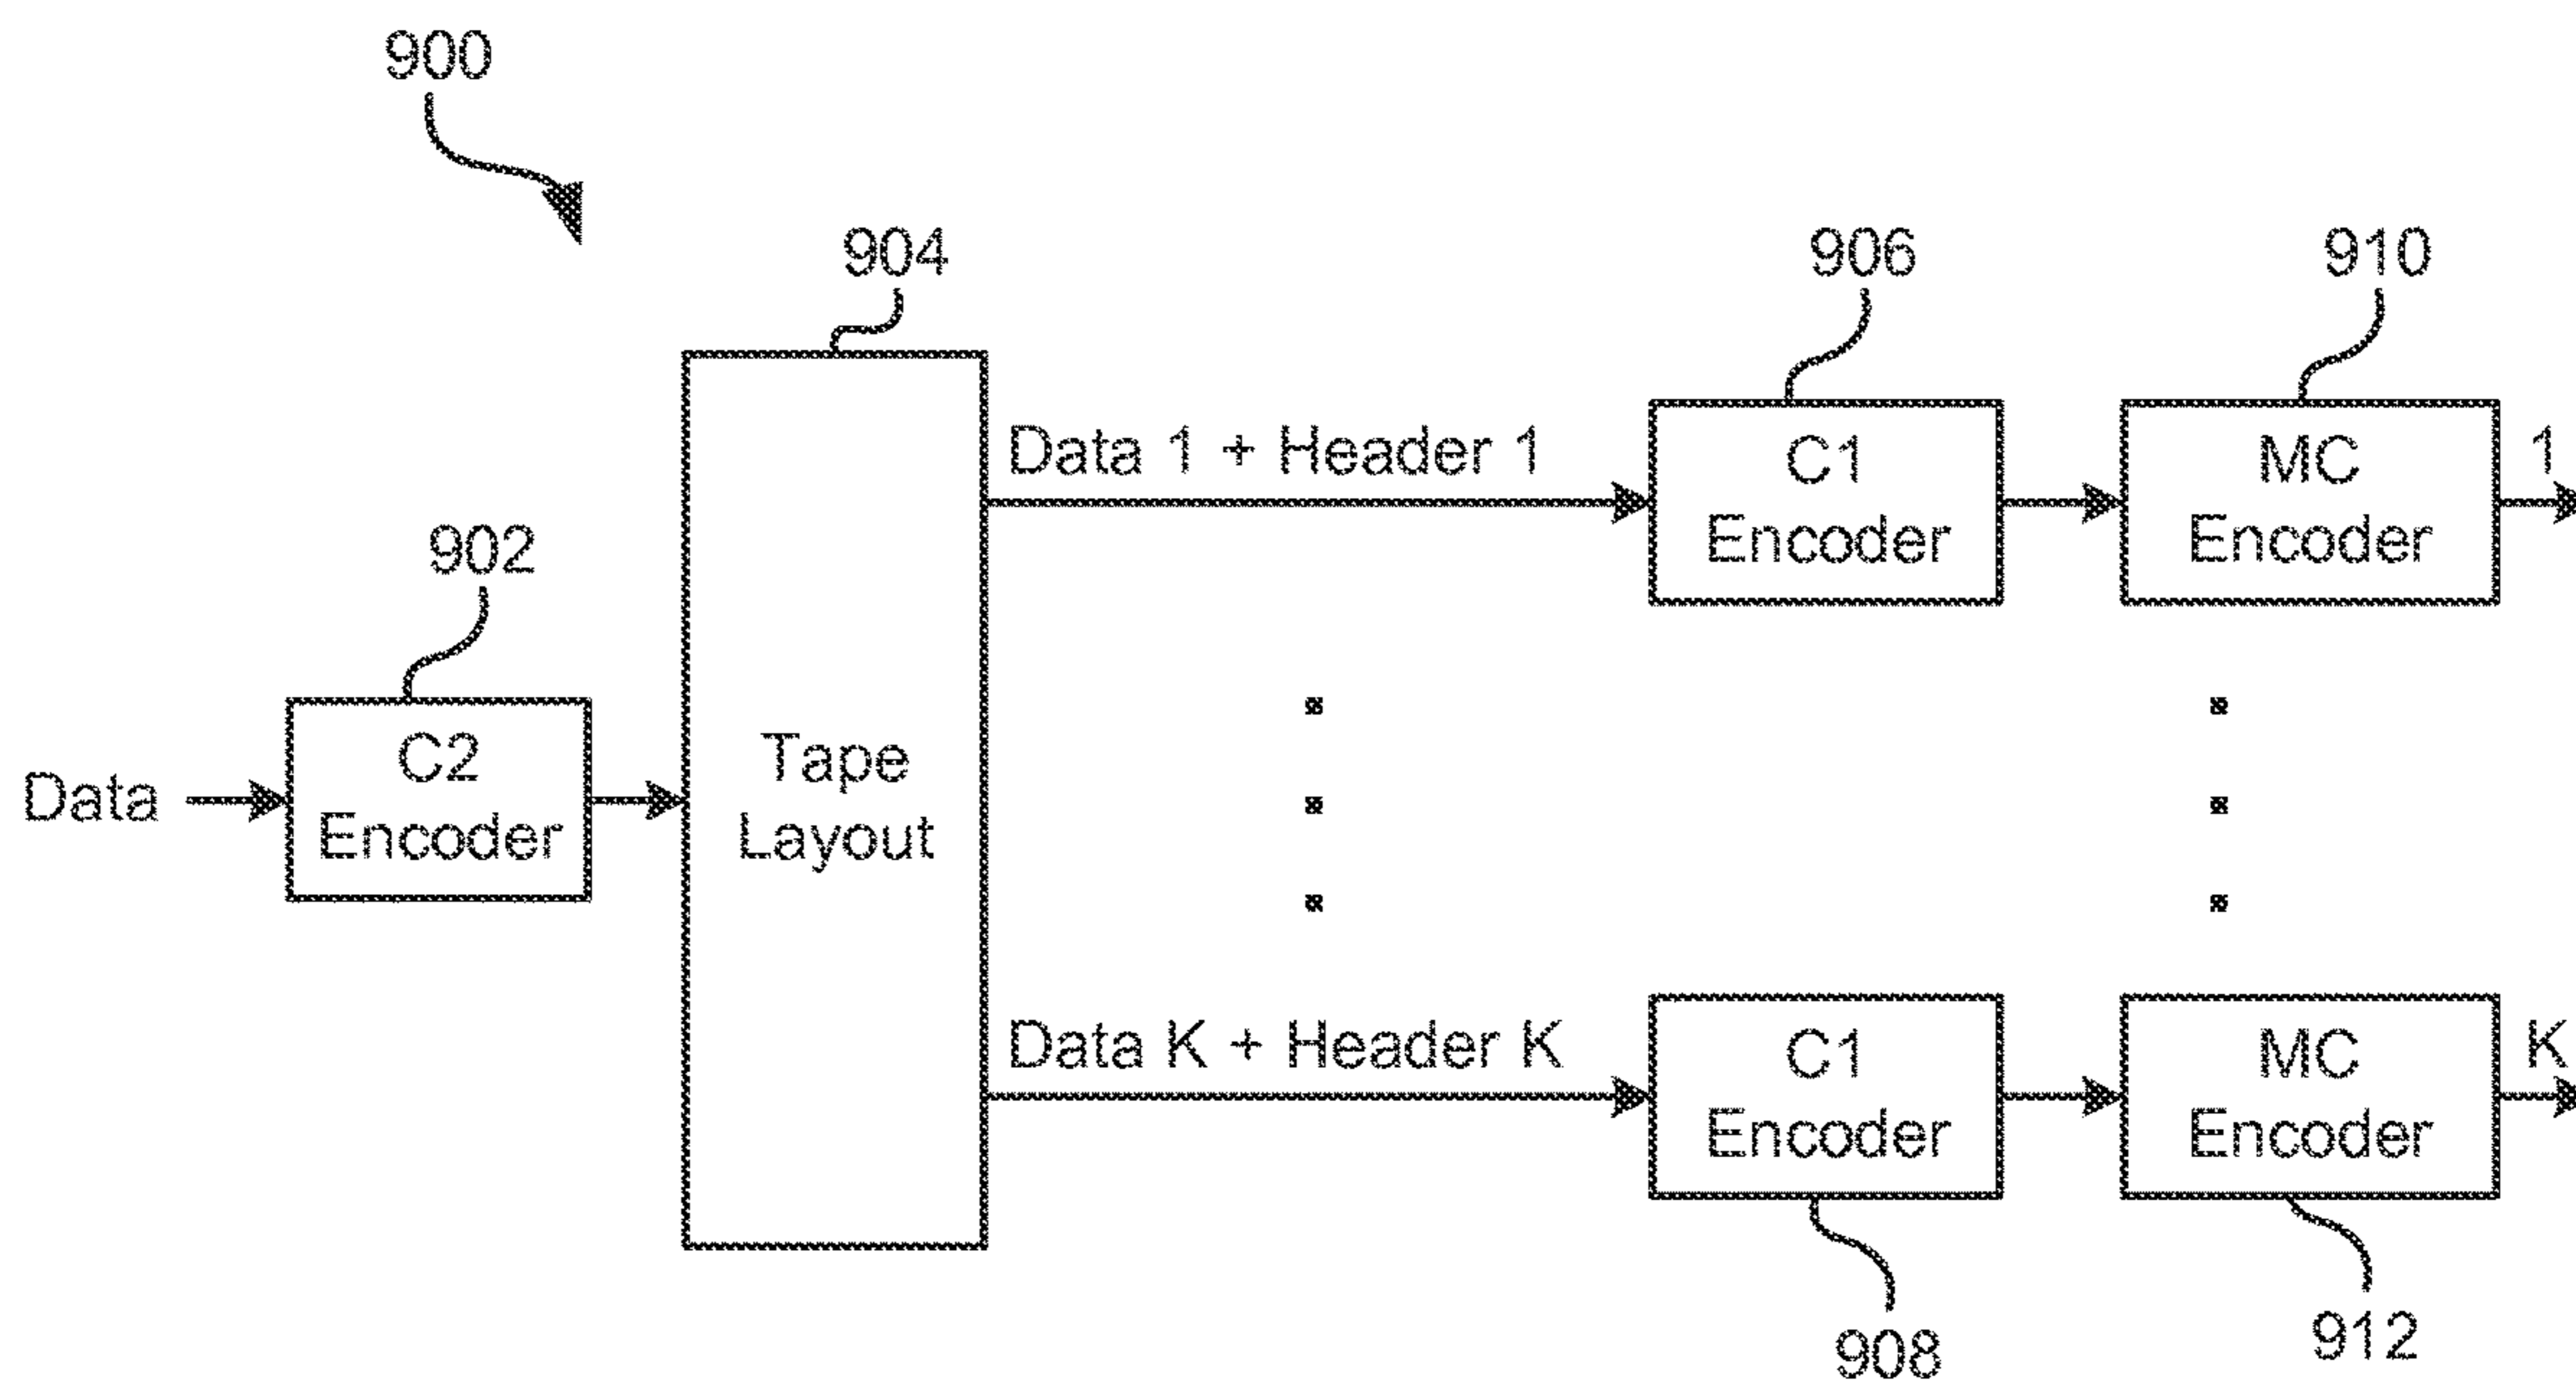 900
904
906
910
Data 1 + Header 1
C1
Encoder
MC
Encoder
1
902
C2
Encoder
Data
Tape
Layout
Data K + Header K
C1
Encoder
MC
Encoder
K
908
912